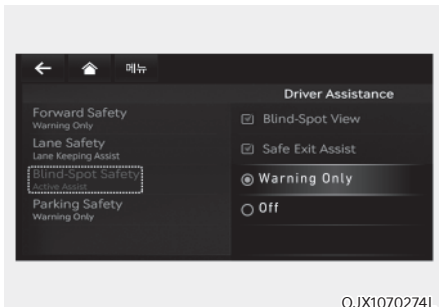 메뉴
Driver Assistance
Forward Safety
Warning Only
Lane Safety
Lane Keeping Assist
Blind-Spot Safety
Active Assist
Parking Safety
Warning Only
Blind-Spot View
Safe Exit Assist
Warning Only
Off
OJX1070274L